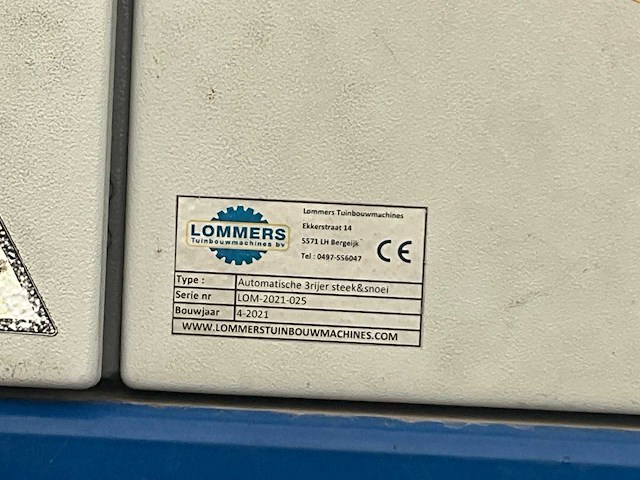 LOMMERS
Tuinbouwmachines bv
Lommers Tuinbouwmachines
Ekkerstraat 14
5571 LH Bergeijk
Tel : 0497-556047
CE
Type : Automatische 3rijer steek&snoei
Serie nr LOM-2021-025
Bouwjaar 4-2021
WWW.LOMMERSTUINBOUWMACHINES.COM